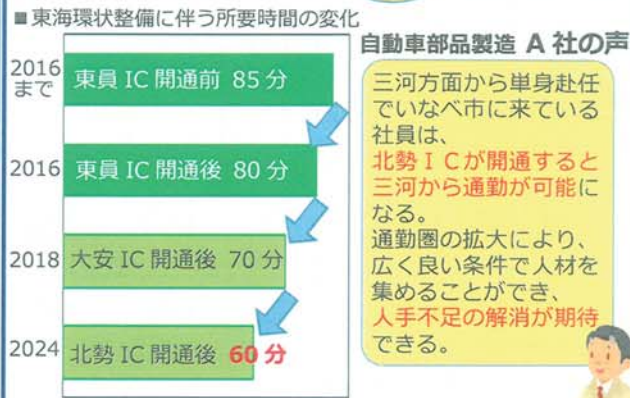 ■東海環状整備に伴う所要時間の変化
2016
まで
東員 IC 開通前 85 分
2016
東員 IC 開通後 80 分
2018
大安 IC 開通後 70 分
2024
北勢 IC 開通後 60 分
自動車部品製造 A 社の声
三河方面から単身赴任
でいなべ市に来ている
社員は、
北勢ＩＣが開通すると
三河から通勤が可能に
なる。
通勤圏の拡大により、
広く良い条件で人材を
集めることができ、
人手不足の解消が期待
できる。